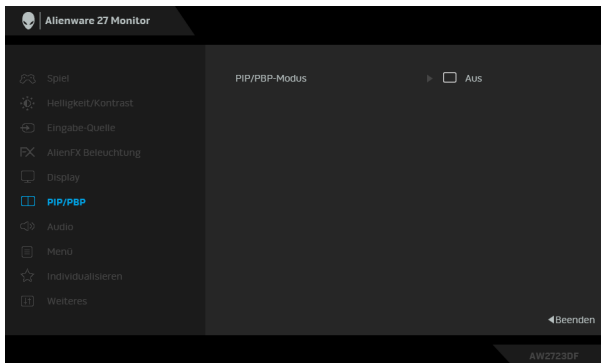 Alienware 27 Monitor
Spiel
PIP/PBP-Modus
Aus
Helligkeit/Kontrast
Eingabe-Quelle
FX AlienFX Beleuchtung
Display
PIP/PBP
Audio
Menü
Individualisieren
Weiteres
Beenden
AW2723DF